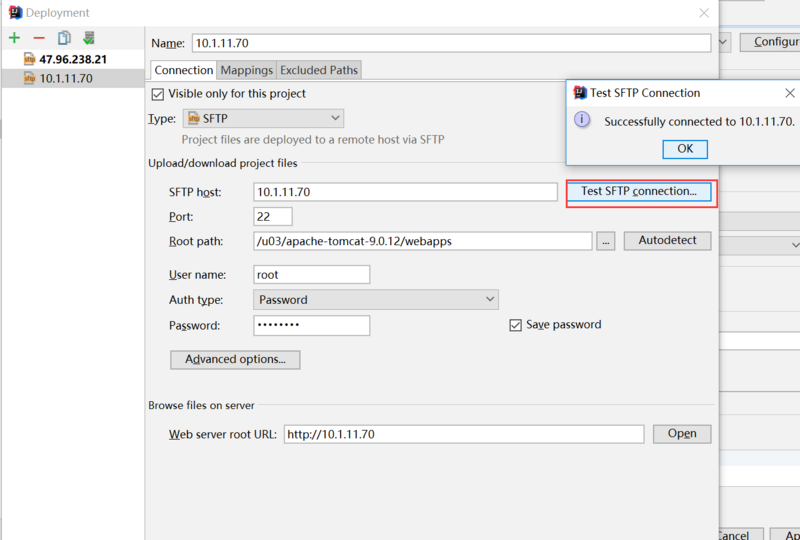 Deployment
47.96.238.21
10.1.11.70
Name: 10.1.11.70
Configur
Connection Mappings Excluded Paths
Visible only for this project
Type: SFTP
Project files are deployed to a remote host via SFTP
Test SFTP Connection
Successfully connected to 10.1.11.70.
OK
Upload/download project files
SFTP host: 10.1.11.70 Test SFTP connection...
Port: 22
Root path: /u03/apache-tomcat-9.0.12/webapps ... Autodetect
User name: root
Auth type: Password
Password: •••••••• Save password
Advanced options...
Browse files on server
Web server root URL: http://10.1.11.70 Open
ancel Ap